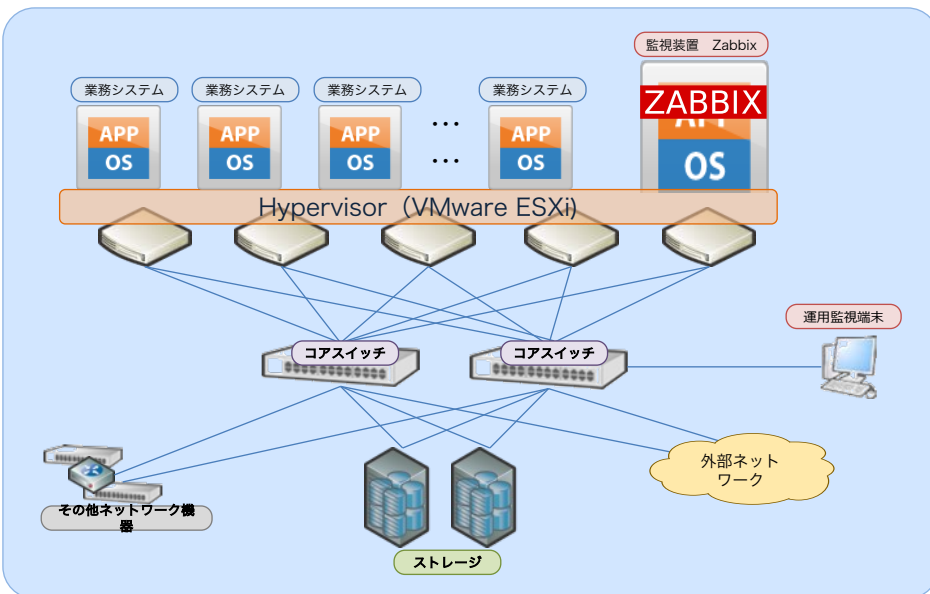 監視装置　Zabbix
業務システム
業務システム
業務システム
業務システム
ZABBIX
APP
OS
APP
OS
APP
OS
...
...
APP
OS
APP
OS
Hypervisor（VMware ESXi)
運用監視端末
コアスイッチ
コアスイッチ
外部ネット
ワーク
その他ネットワーク機
器
ストレージ